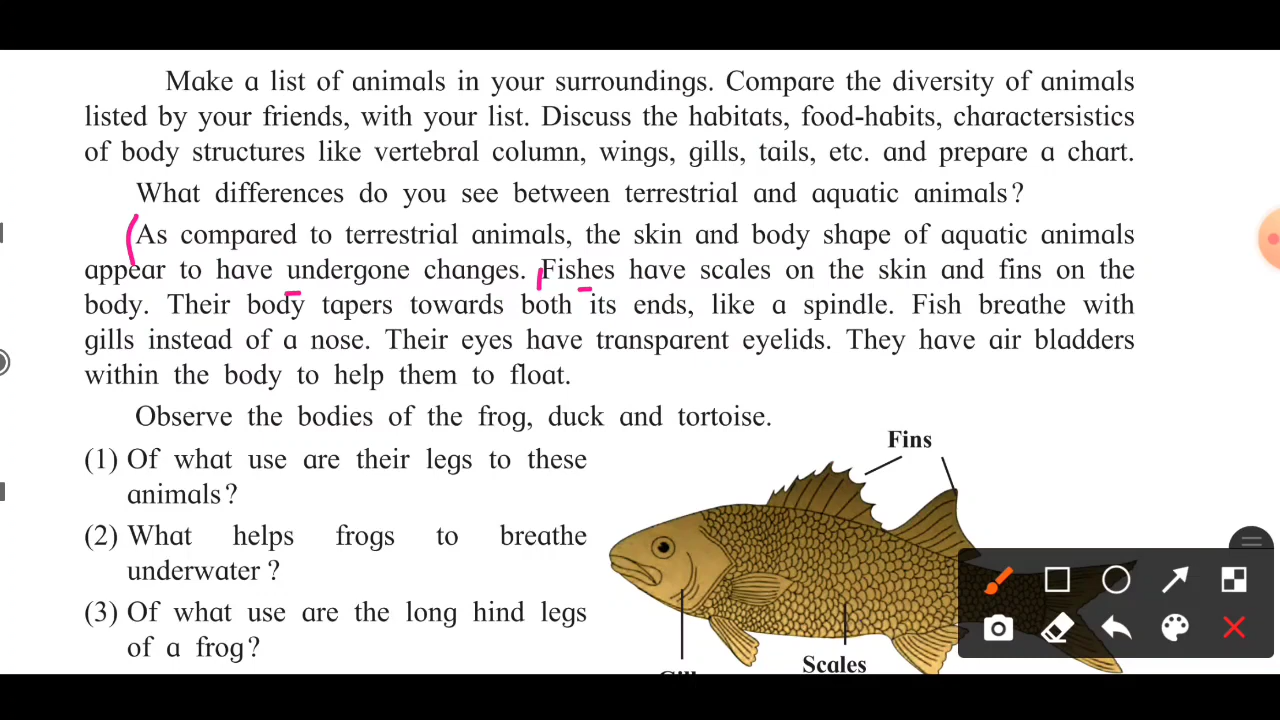 Make a list of animals in your surroundings. Compare the diversity of animals
listed by your friends, with your list. Discuss the habitats, food-habits, charactersistics
of body structures like vertebral column, wings, gills, tails, etc. and prepare a chart.
What differences do you see between terrestrial and aquatic animals?
As compared to terrestrial animals, the skin and body shape of aquatic animals
appear to have undergone changes. Fishes have scales on the skin and fins on the
body. Their body tapers towards both its ends, like a spindle. Fish breathe with
gills instead of a nose. Their eyes have transparent eyelids. They have air bladders
within the body to help them to float.
Observe the bodies of the frog, duck and tortoise.
Fins
(1) Of what use are their legs to these
animals?
(2) What helps frogs to breathe
underwater?
(3) Of what use are the long hind legs
of a frog?
Scales